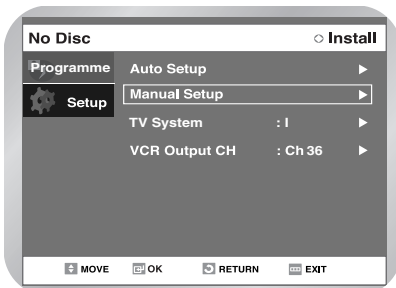 No Disc Install
Programme
Setup
Auto Setup
Manual Setup
TV System : I
VCR Output CH : Ch 36
MOVE OK RETURN EXIT